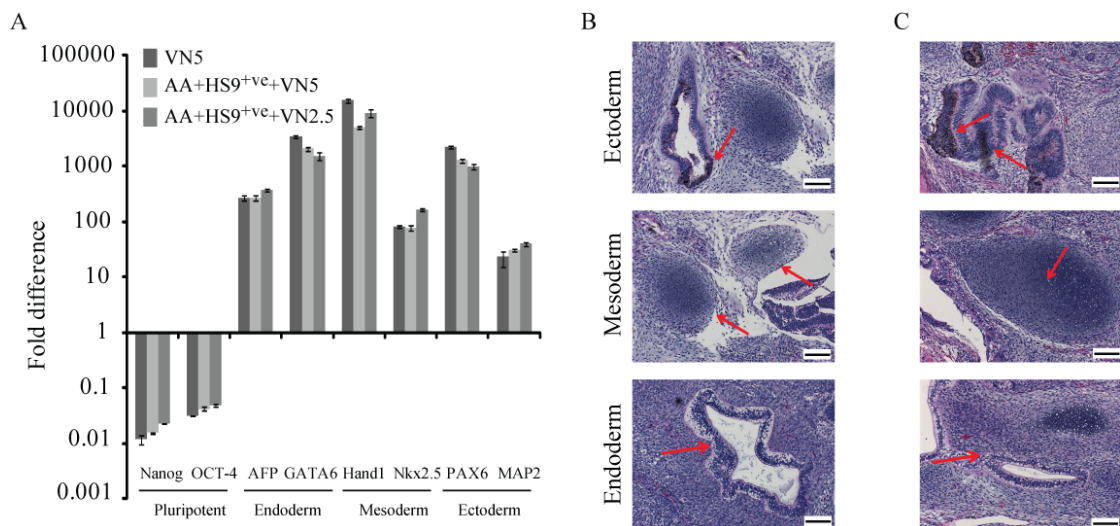 A
B
C
Fold difference
100000
10000
1000
100
10
1
0.1
0.01
0.001
VN5
AA+HS9+ve+VN5
AA+HS9+ve+VN2.5
Nanog OCT-4 AFP GATA6 Hand1 Nkx2.5 PAX6 MAP2
Pluripotent Endoderm Mesoderm Ectoderm
Ectoderm
Mesoderm
Endoderm